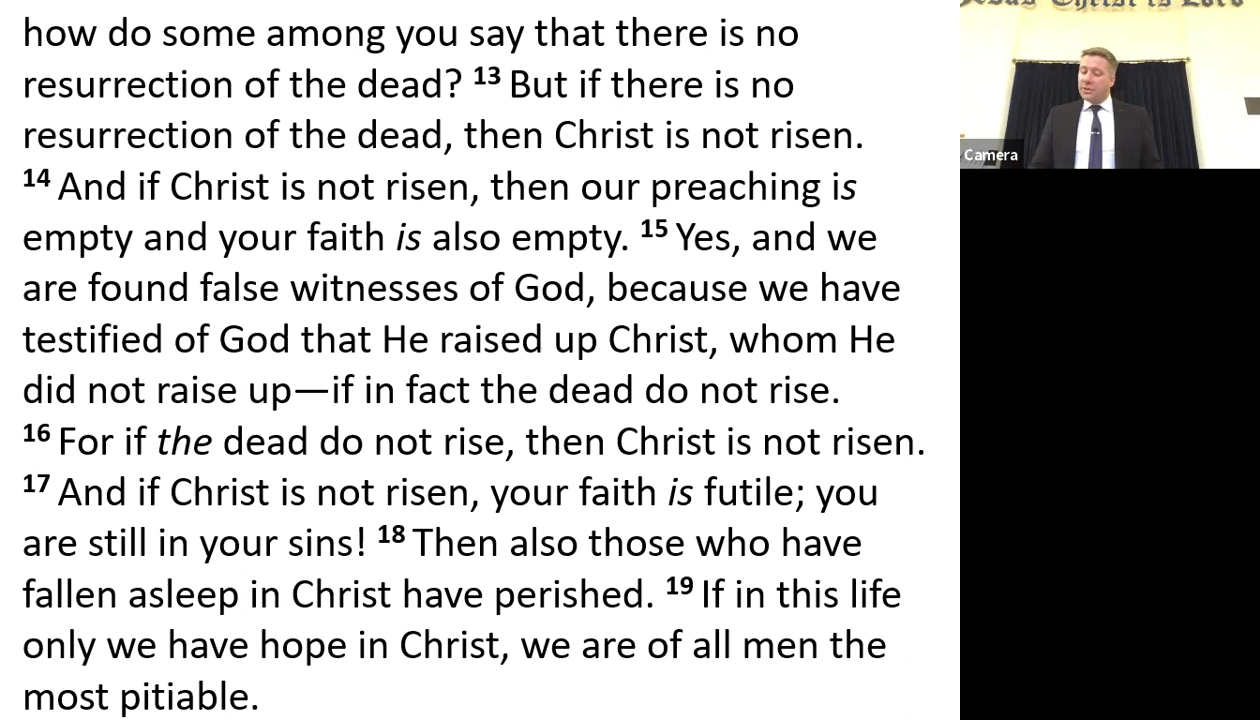 how do some among you say that there is no
resurrection of the dead? 13 But if there is no
resurrection of the dead, then Christ is not risen.
14 And if Christ is not risen, then our preaching is
empty and your faith is also empty. 15 Yes, and we
are found false witnesses of God, because we have
testified of God that He raised up Christ, whom He
did not raise up—if in fact the dead do not rise.
16 For if the dead do not rise, then Christ is not risen.
17 And if Christ is not risen, your faith is futile; you
are still in your sins! 18 Then also those who have
fallen asleep in Christ have perished. 19 If in this life
only we have hope in Christ, we are of all men the
most pitiable.
Jesus Christ is Lord
Camera